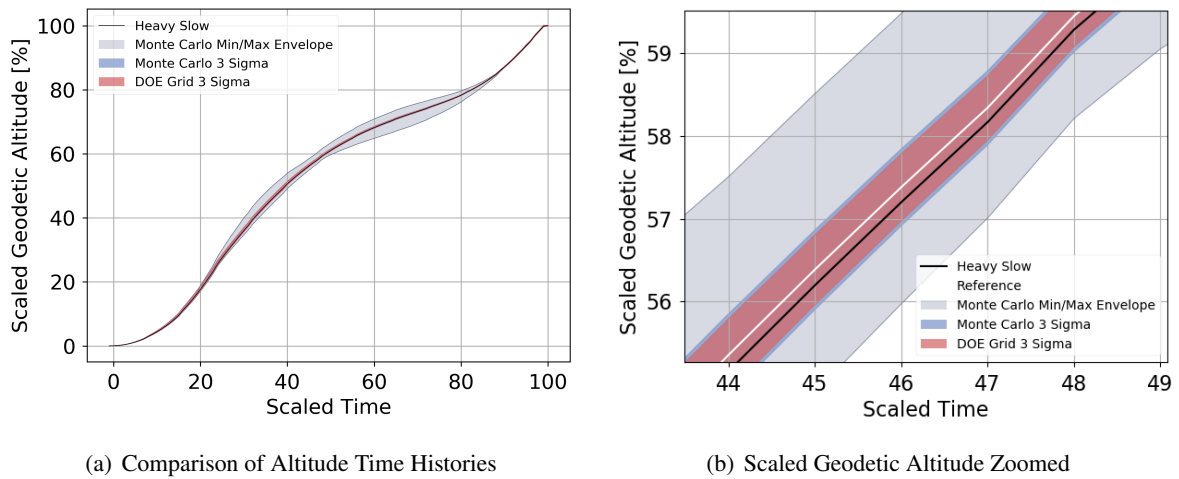 Scaled Geodetic Altitude [%]
100
80
60
40
20
0
Heavy Slow
Monte Carlo Min/Max Envelope
Monte Carlo 3 Sigma
DOE Grid 3 Sigma
0 20 40 60 80 100
Scaled Time
(a) Comparison of Altitude Time Histories
Scaled Geodetic Altitude [%]
59
58
57
56
Heavy Slow
Reference
Monte Carlo Min/Max Envelope
Monte Carlo 3 Sigma
DOE Grid 3 Sigma
44 45 46 47 48 49
Scaled Time
(b) Scaled Geodetic Altitude Zoomed